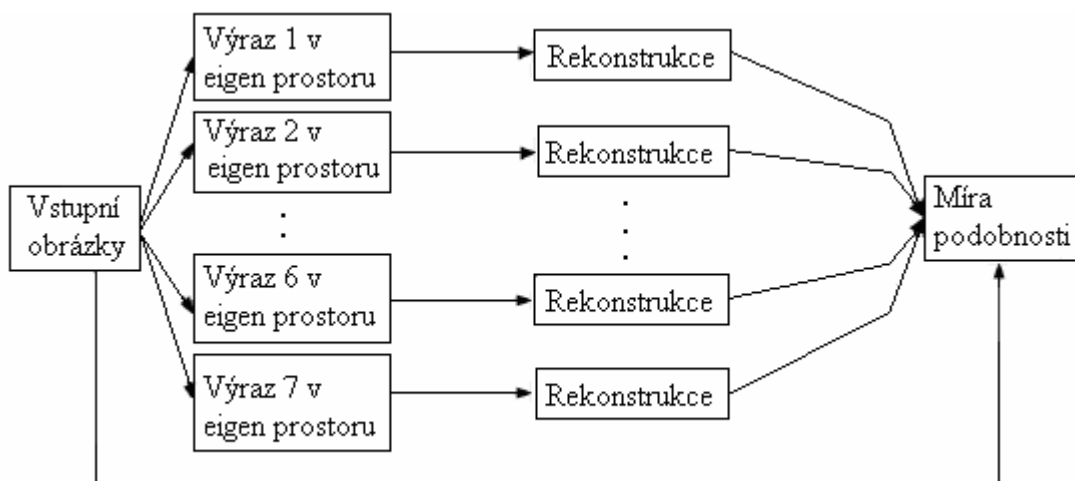 Vstupní
obrázky
Výraz 1 v
eigen prostoru
Rekonstrukce
Výraz 2 v
eigen prostoru
Rekonstrukce
Výraz 6 v
eigen prostoru
Rekonstrukce
Výraz 7 v
eigen prostoru
Rekonstrukce
Míra
podobnosti